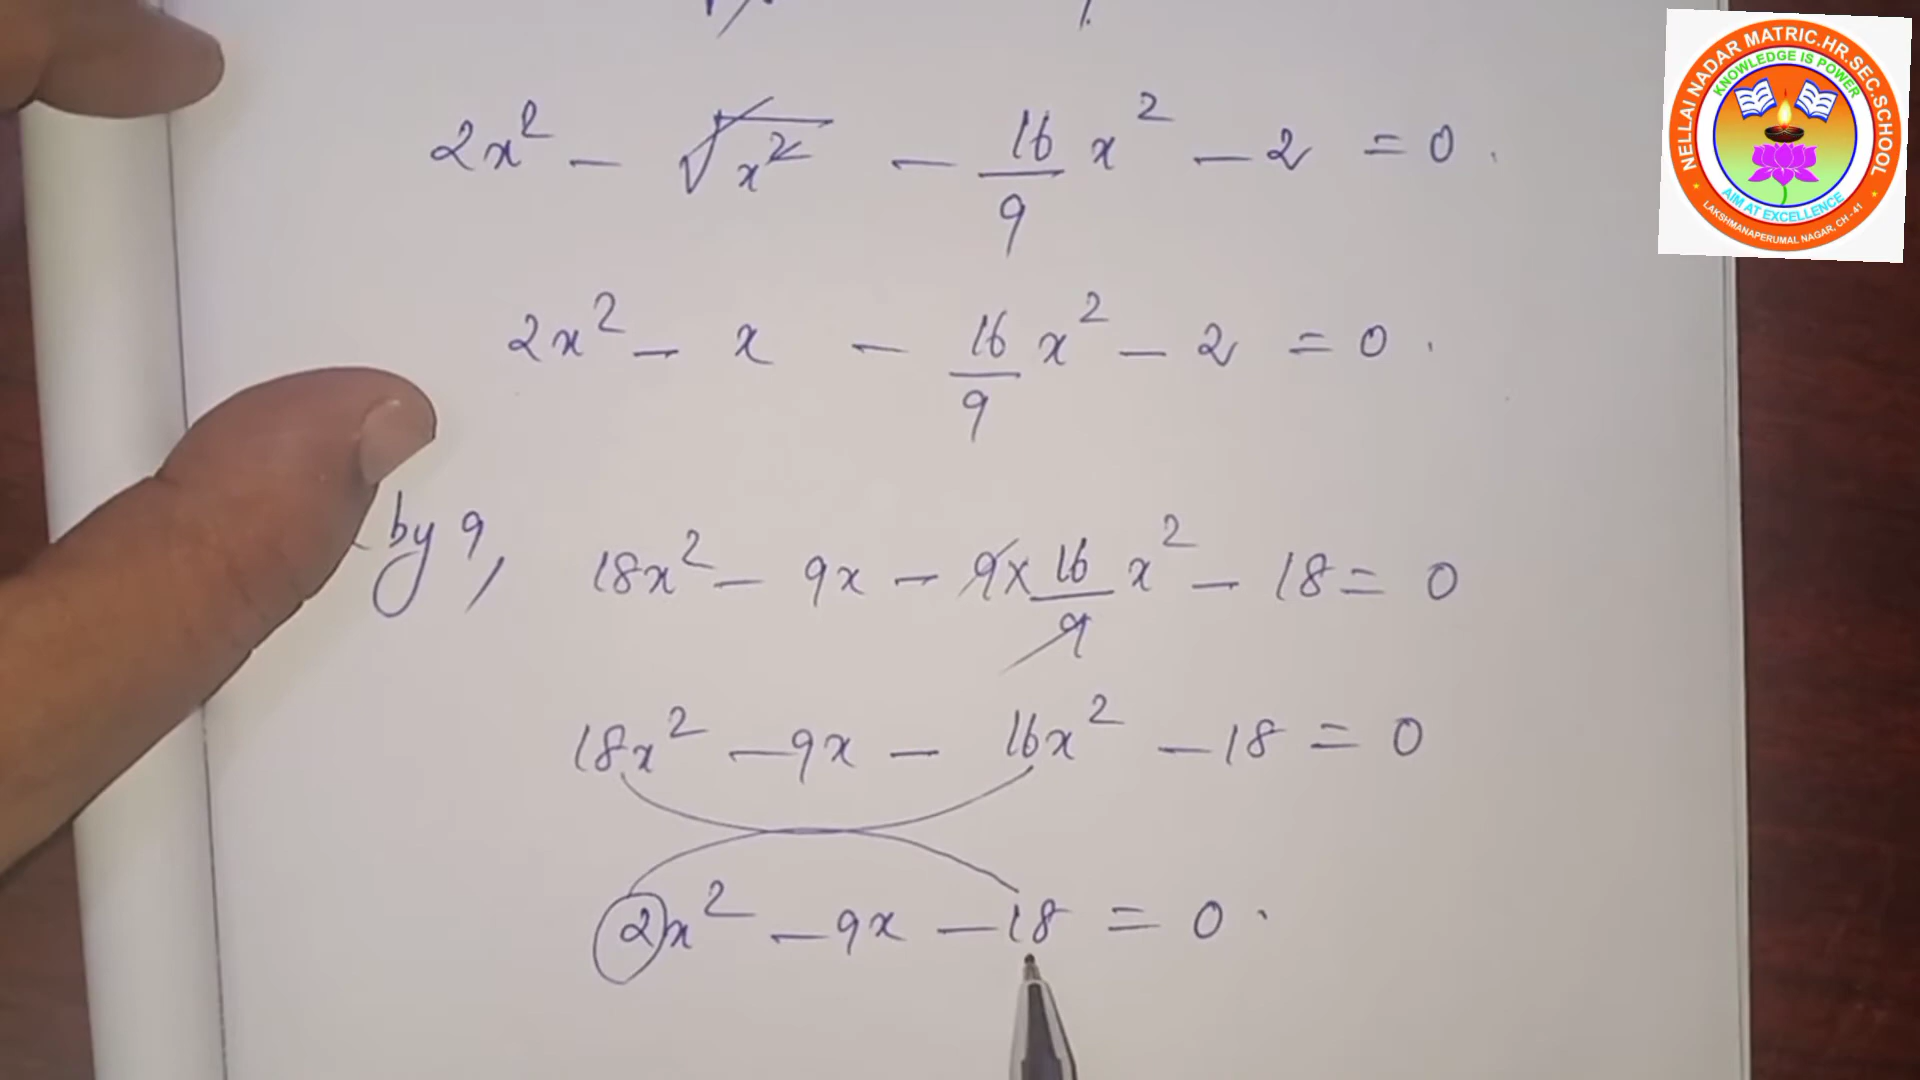 2x² - √x² - 16/9 x² - 2 = 0.
2x² - x - 16/9 x² - 2 = 0.
by 9, 18x² - 9x - 9x 16/9 x² - 18 = 0
18x² - 9x - 16x² - 18 = 0
2x² - 9x - 18 = 0.
NELLAI NADAR MATRIC.HR.SEC.SCHOOL
KNOWLEDGE IS POWER
AIM AT EXCELLENCE
LAKSHMANAPERUMAL NAGAR, CH - 41